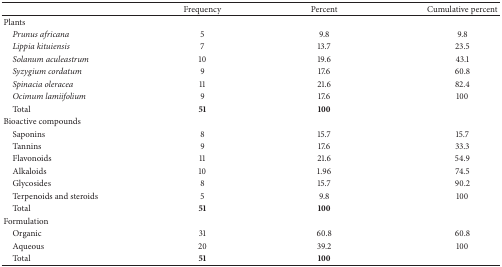 Frequency Percent Cumulative percent
Plants
Prunus africana 5 9.8 9.8
Lippia kituiensis 7 13.7 23.5
Solanum aculeastrum 10 19.6 43.1
Syzygium cordatum 9 17.6 60.8
Spinacia oleracea 11 21.6 82.4
Ocimum lamiifolium 9 17.6 100
Total 51 100
Bioactive compounds
Saponins 8 15.7 15.7
Tannins 9 17.6 33.3
Flavonoids 11 21.6 54.9
Alkaloids 10 1.96 74.5
Glycosides 8 15.7 90.2
Terpenoids and steroids 5 9.8 100
Total 51 100
Formulation
Organic 31 60.8 60.8
Aqueous 20 39.2 100
Total 51 100